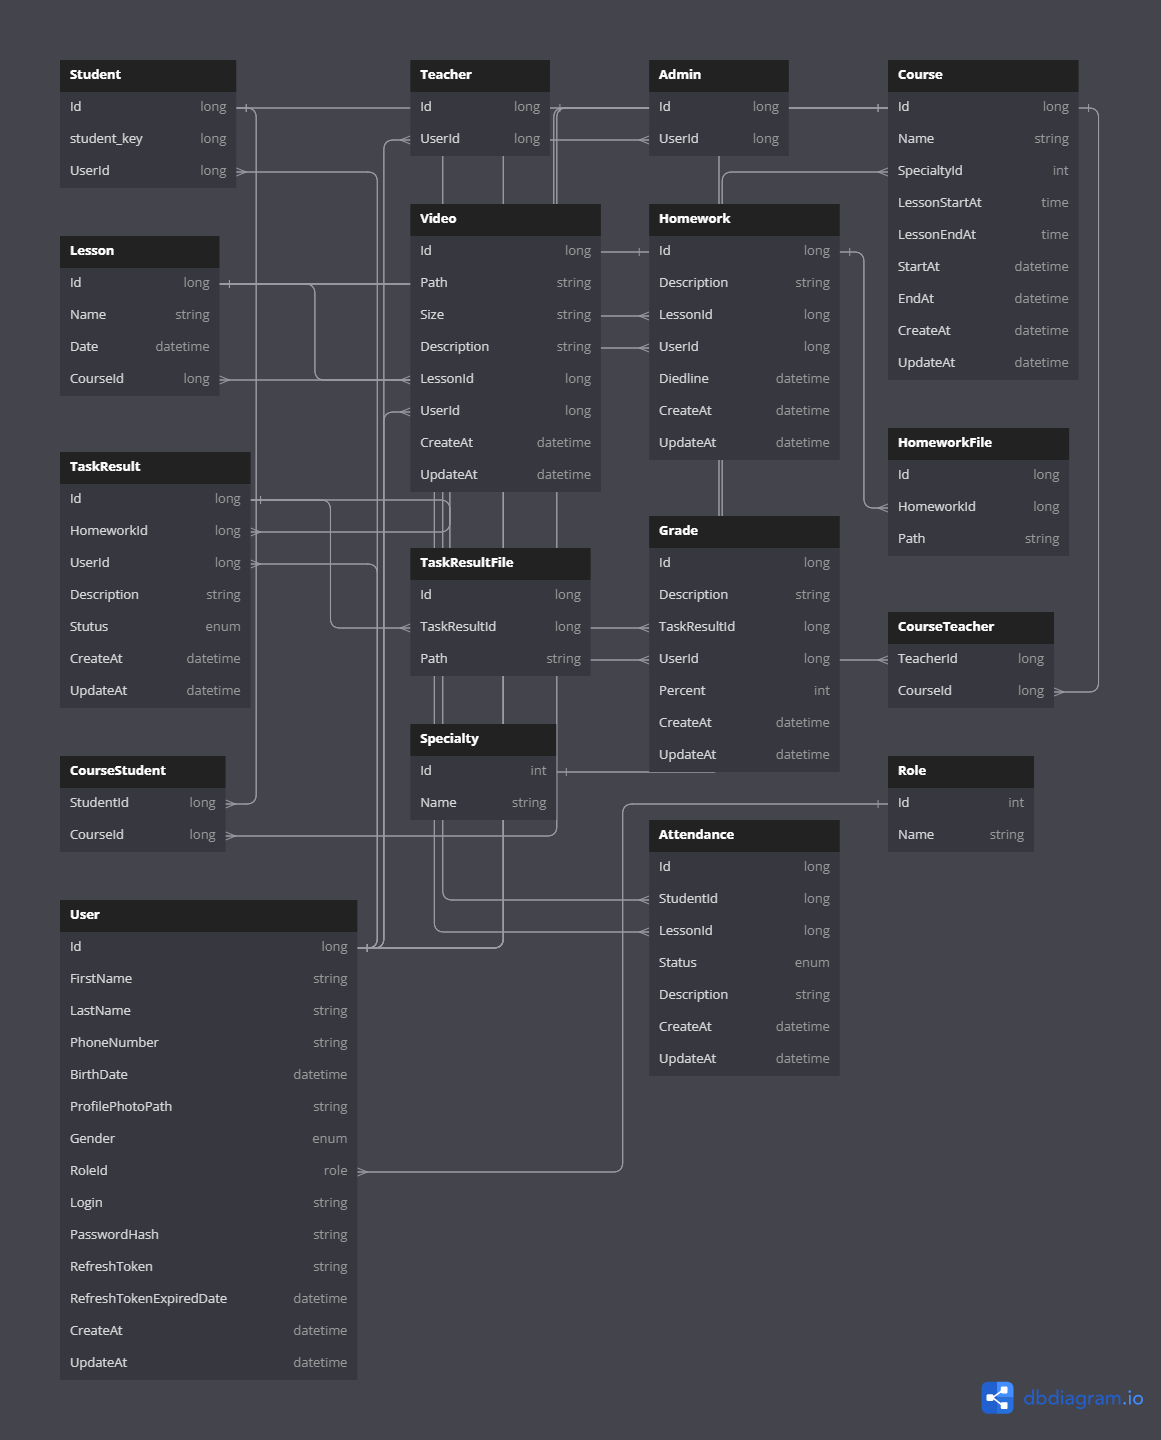 Student
Id long
student_key long
UserId long
Teacher
Id long
UserId long
Admin
Id long
UserId long
Course
Id long
Name string
SpecialtyId int
LessonStartAt time
LessonEndAt time
StartAt datetime
EndAt datetime
CreateAt datetime
UpdateAt datetime
Lesson
Id long
Name string
Date datetime
CourseId long
Video
Id long
Path string
Size string
Description string
LessonId long
UserId long
CreateAt datetime
UpdateAt datetime
Homework
Id long
Description string
LessonId long
UserId long
Diedline datetime
CreateAt datetime
UpdateAt datetime
HomeworkFile
Id long
HomeworkId long
Path string
TaskResult
Id long
HomeworkId long
UserId long
Description string
Stutus enum
CreateAt datetime
UpdateAt datetime
TaskResultFile
Id long
TaskResultId long
Path string
Grade
Id long
Description string
TaskResultId long
UserId long
Percent int
CreateAt datetime
UpdateAt datetime
CourseTeacher
TeacherId long
CourseId long
CourseStudent
StudentId long
CourseId long
Specialty
Id int
Name string
Role
Id int
Name string
Attendance
Id long
StudentId long
LessonId long
Status enum
Description string
CreateAt datetime
UpdateAt datetime
User
Id long
FirstName string
LastName string
PhoneNumber string
BirthDate datetime
ProfilePhotoPath string
Gender enum
RoleId role
Login string
PasswordHash string
RefreshToken string
RefreshTokenExpiredDate datetime
CreateAt datetime
UpdateAt datetime
dbdiagram.io